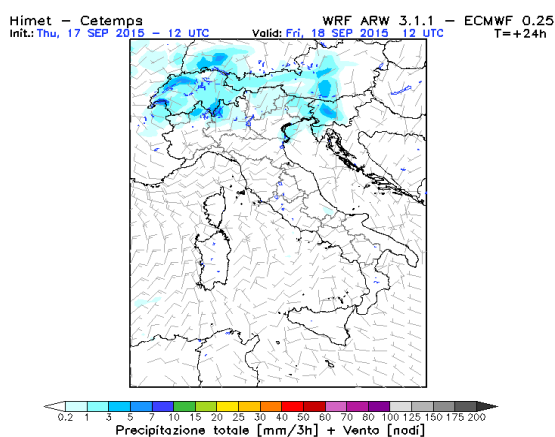 Himet – Cetemps WRF ARW 3.1.1 – ECMWF 0.25
Init.: Thu, 17 SEP 2015 – 12 UTC Valid: Fri, 18 SEP 2015 12 UTC T=+24h
0.2 1 3 5 7 10 15 20 25 30 40 50 60 70 80 100 125 150 175 200
Precipitazione totale [mm/3h] + Vento [nodi]